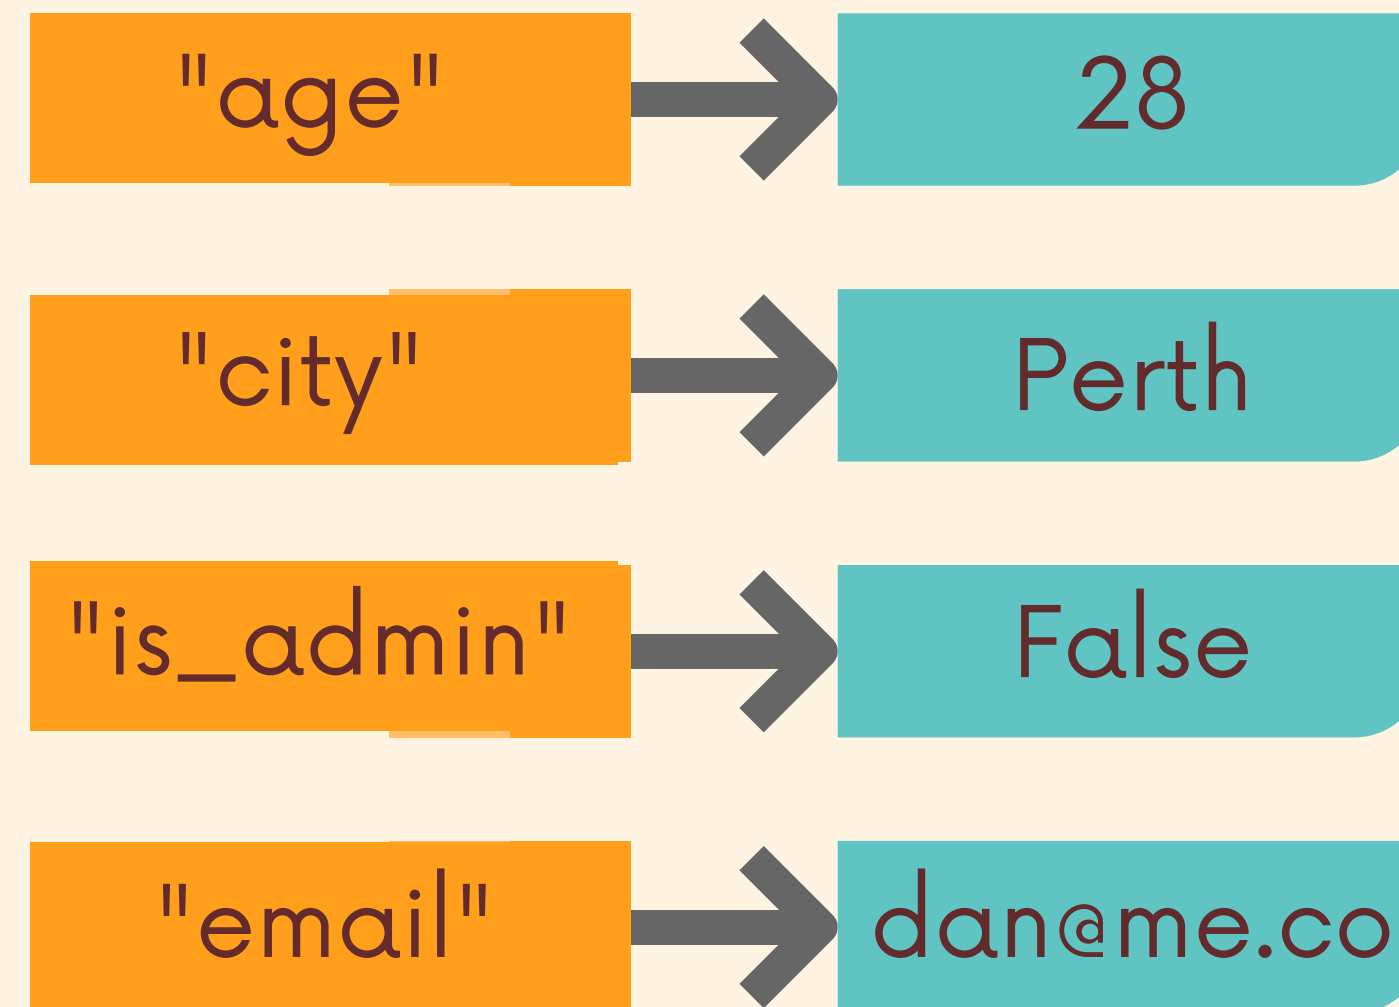 "age" 28
"city" Perth
"is_admin" False
"email" dan@me.co